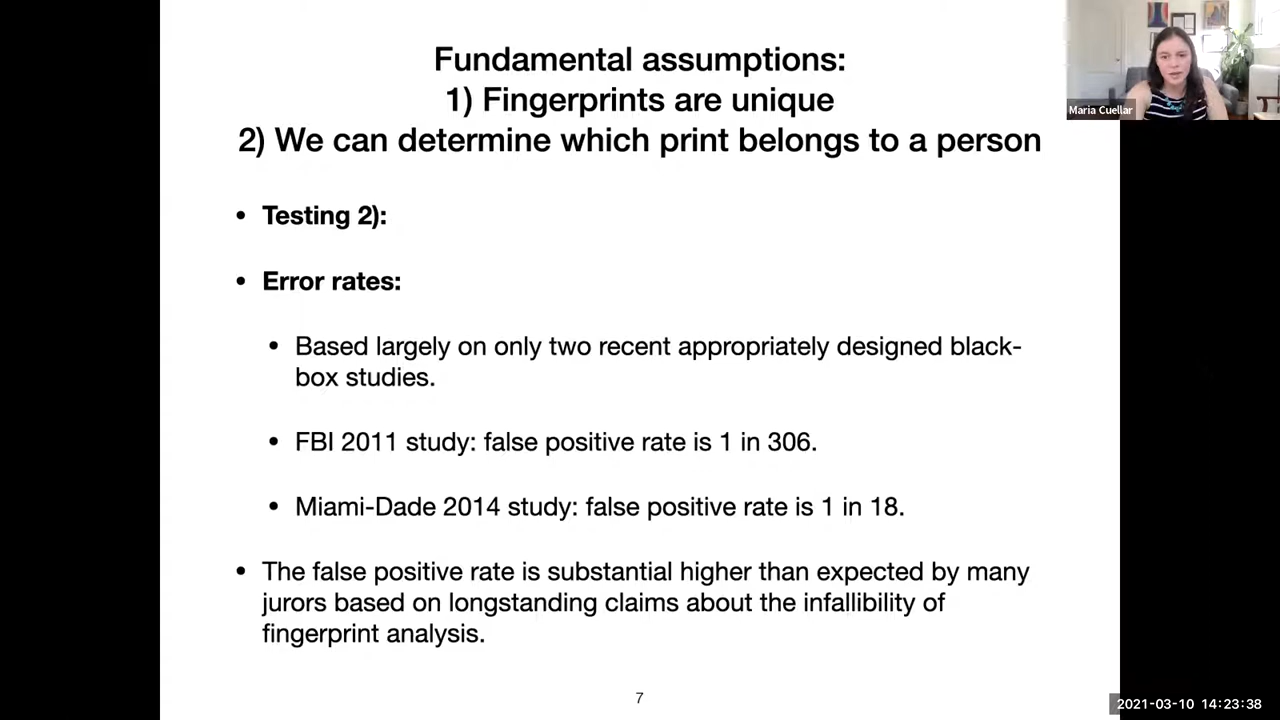 Fundamental assumptions:
1) Fingerprints are unique
2) We can determine which print belongs to a person
Maria Cuellar
• Testing 2):
• Error rates:
• Based largely on only two recent appropriately designed black-
box studies.
• FBI 2011 study: false positive rate is 1 in 306.
• Miami-Dade 2014 study: false positive rate is 1 in 18.
• The false positive rate is substantial higher than expected by many
jurors based on longstanding claims about the infallibility of
fingerprint analysis.
7
2021-03-10 14:23:38